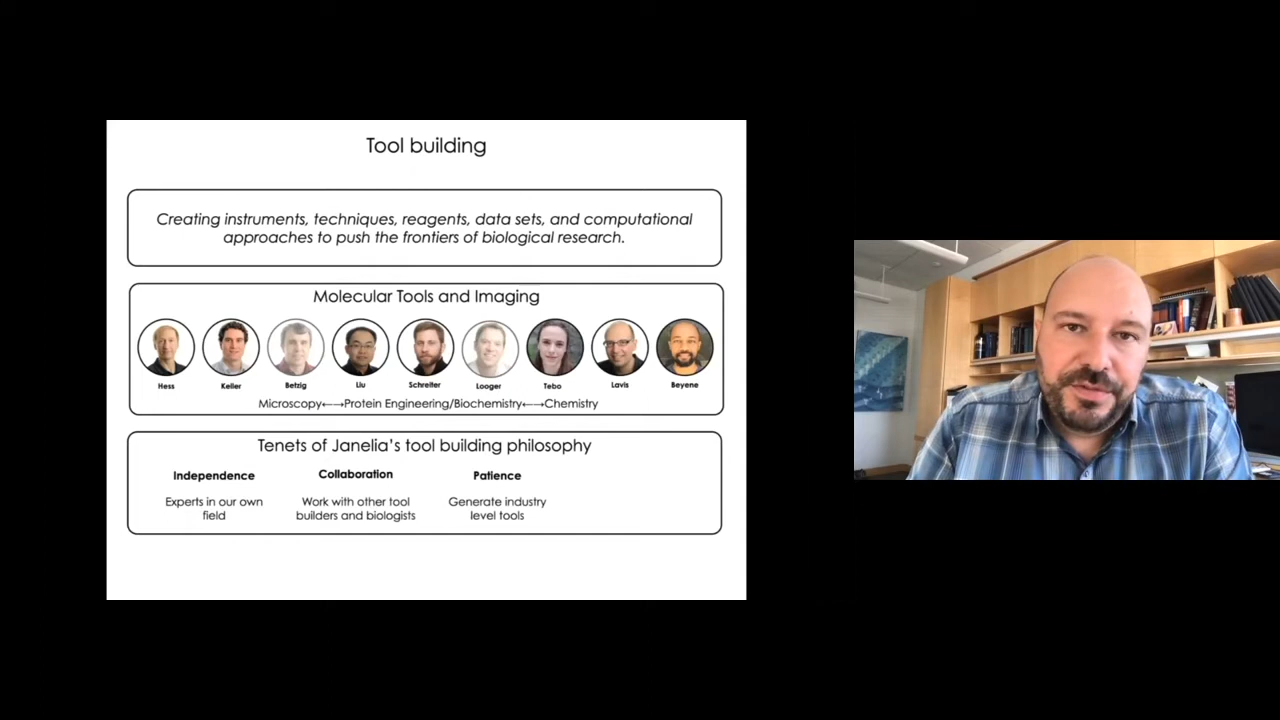 Tool building
Creating instruments, techniques, reagents, data sets, and computational
approaches to push the frontiers of biological research.
Molecular Tools and Imaging
Hess Keller Betzig Liu Schreiter Looger Tebo Lavis Beyene
Microscopy←→Protein Engineering/Biochemistry←→Chemistry
Tenets of Janelia's tool building philosophy
Independence Collaboration Patience
Experts in our own Work with other tool Generate industry
field builders and biologists level tools